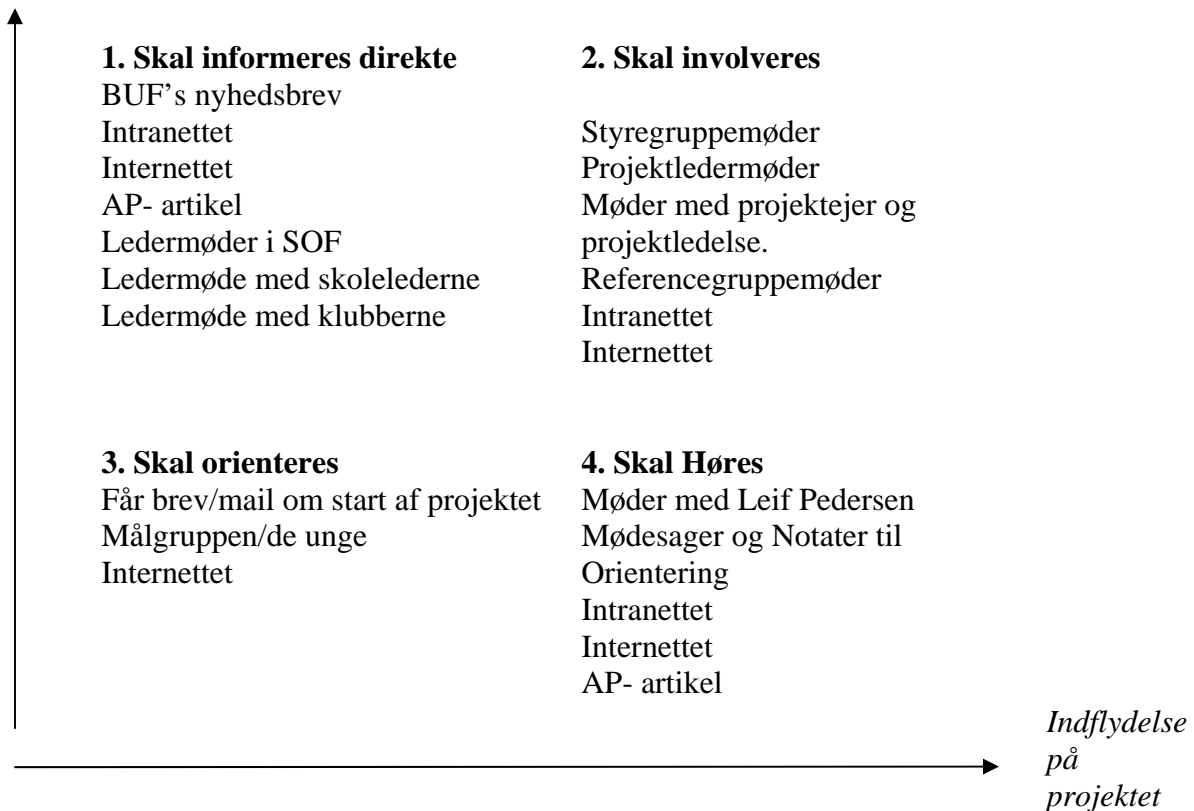 1. Skal informeres direkte
BUF’s nyhedsbrev
Intranettet
Internettet
AP- artikel
Ledermøder i SOF
Ledermøde med skolelederne
Ledermøde med klubberne
2. Skal involveres
Styregruppemøder
Projektledermøder
Møder med projektejer og
projektledelse.
Referencegruppemøder
Intranettet
Internettet
3. Skal orienteres
Får brev/mail om start af projektet
Målgruppen/de unge
Internettet
4. Skal Høres
Møder med Leif Pedersen
Mødesager og Notater til
Orientering
Intranettet
Internettet
AP- artikel
Indflydelse
på
projektet